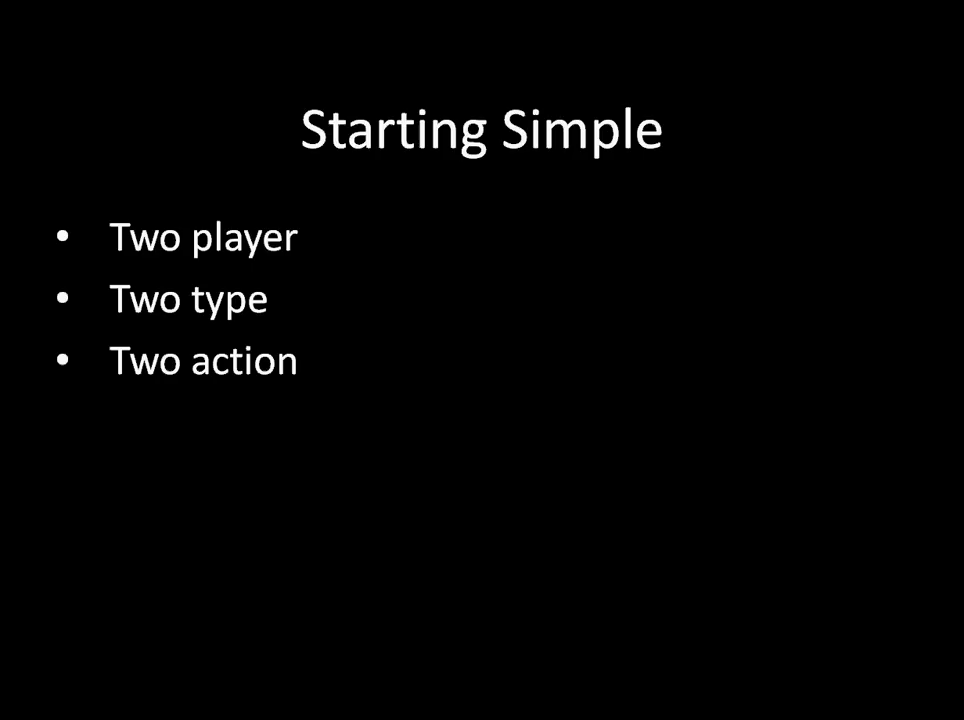 Starting Simple
• Two player
• Two type
• Two action